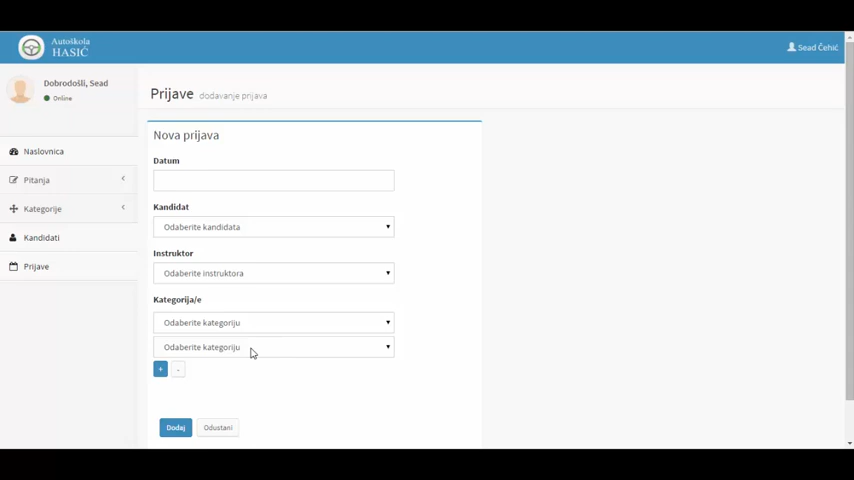 Autoškola
HASIĆ
Sead Čehić
Dobrodošli, Sead
Online
Naslovnica
Pitanja
Kategorije
Kandidati
Prijave
Prijave dodavanje prijava
Nova prijava
Datum
Kandidat
Odaberite kandidata
Instruktor
Odaberite instruktora
Kategorija/e
Odaberite kategoriju
Odaberite kategoriju
+ -
Dodaj Odustani